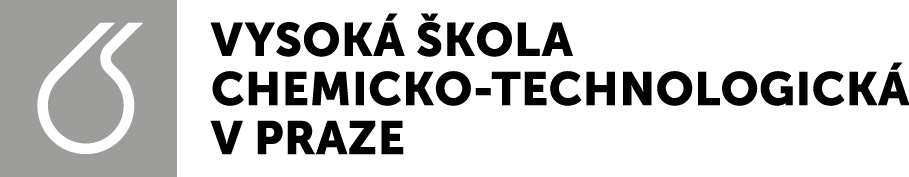 VYSOKÁ ŠKOLA
CHEMICKO-TECHNOLOGICKÁ
V PRAZE